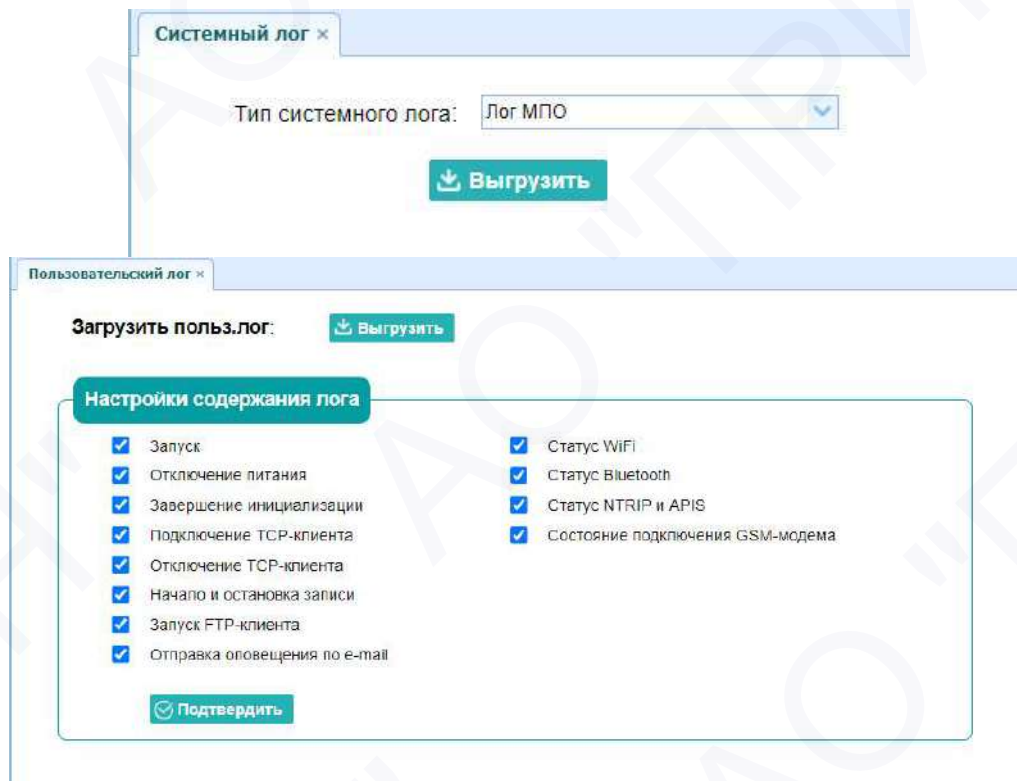 Системный лог ×
Тип системного лога: Лог МПО
Выгрузить
Пользовательский лог ×
Загрузить польз.лог: Выгрузить
Настройки содержания лога
Запуск
Отключение питания
Завершение инициализации
Подключение TCP-клиента
Отключение TCP-клиента
Начало и остановка записи
Запуск FTP-клиента
Отправка оповещения по e-mail
Статус WiFi
Статус Bluetooth
Статус NTRIP и APIS
Состояние подключения GSM-модема
Подтвердить